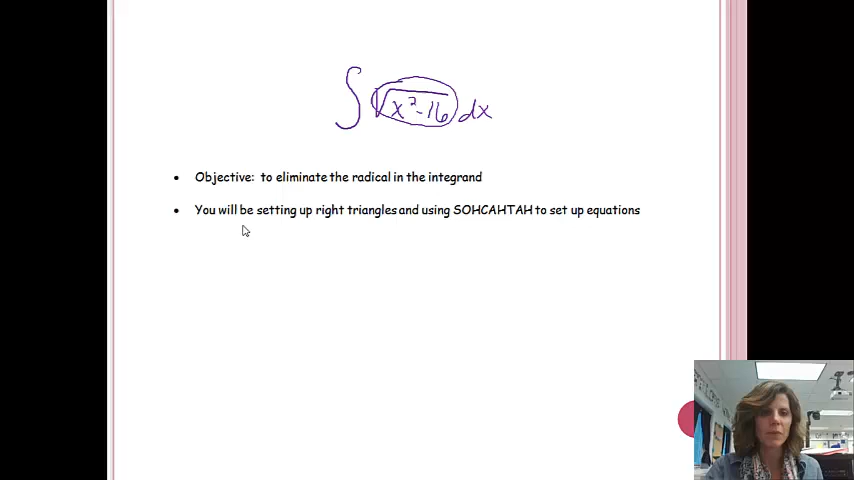 ∫ √(x² - 16) dx
• Objective: to eliminate the radical in the integrand
• You will be setting up right triangles and using SOHCAHTAH to set up equations